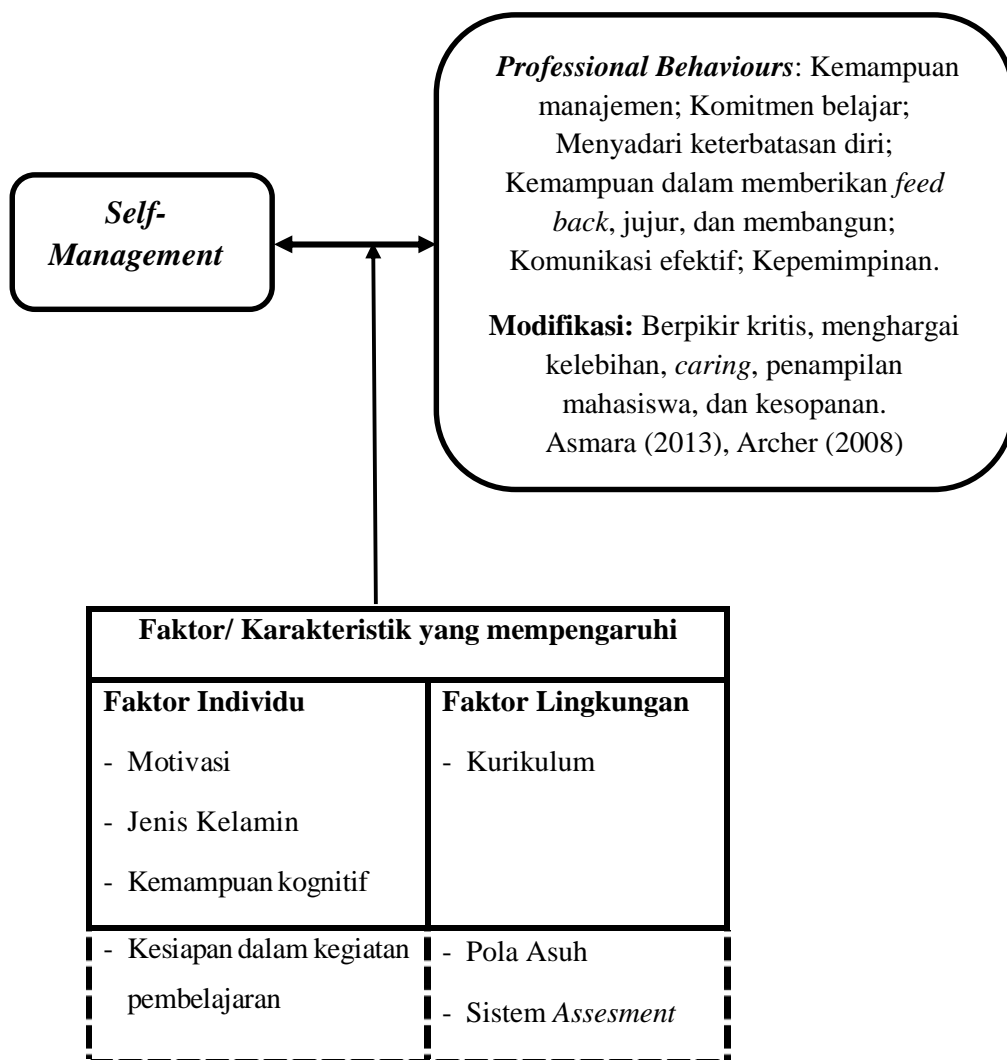 Self-
Management
Professional Behaviours: Kemampuan
manajemen; Komitmen belajar;
Menyadari keterbatasan diri;
Kemampuan dalam memberikan feed
back, jujur, dan membangun;
Komunikasi efektif; Kepemimpinan.
Modifikasi: Berpikir kritis, menghargai
kelebihan, caring, penampilan
mahasiswa, dan kesopanan.
Asmara (2013), Archer (2008)
Faktor/ Karakteristik yang mempengaruhi
Faktor Individu
- Motivasi
- Jenis Kelamin
- Kemampuan kognitif
Faktor Lingkungan
- Kurikulum
- Kesiapan dalam kegiatan
pembelajaran
- Pola Asuh
- Sistem Assesment